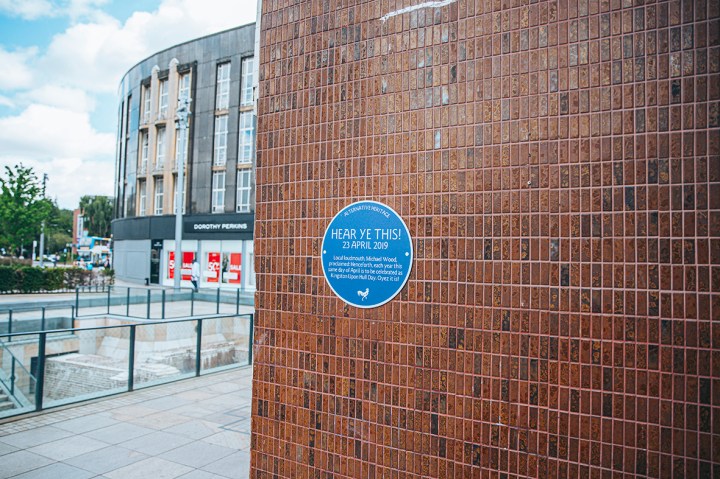 DOROTHY PERKINS
SALE
ALTERNATIVE HERITAGE
HEAR YE THIS!
23 APRIL 2019
Local loudmouth, Michael Wood,
proclaimed: Henceforth, each year this
same day of April is to be celebrated as
Kingston Upon Hull Day. Oyez it is!